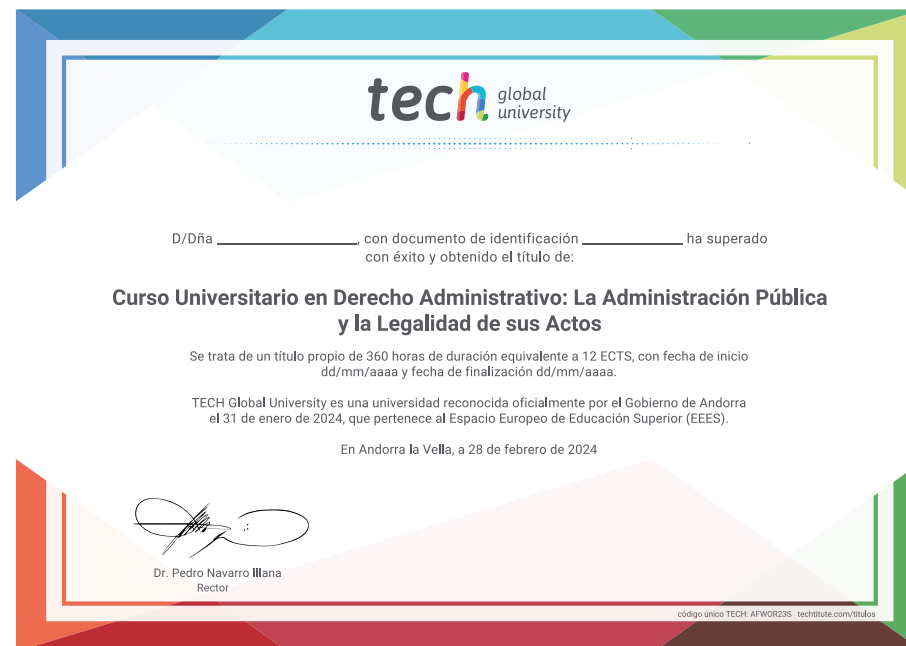 tech global university
D/Dña ____________________, con documento de identificación ______________ ha superado
con éxito y obtenido el título de:
Curso Universitario en Derecho Administrativo: La Administración Pública
y la Legalidad de sus Actos
Se trata de un título propio de 360 horas de duración equivalente a 12 ECTS, con fecha de inicio
dd/mm/aaaa y fecha de finalización dd/mm/aaaa.
TECH Global University es una universidad reconocida oficialmente por el Gobierno de Andorra
el 31 de enero de 2024, que pertenece al Espacio Europeo de Educación Superior (EEES).
En Andorra la Vella, a 28 de febrero de 2024
Dr. Pedro Navarro Illana
Rector
código único TECH: AFWOR23S techtitute.com/titulos